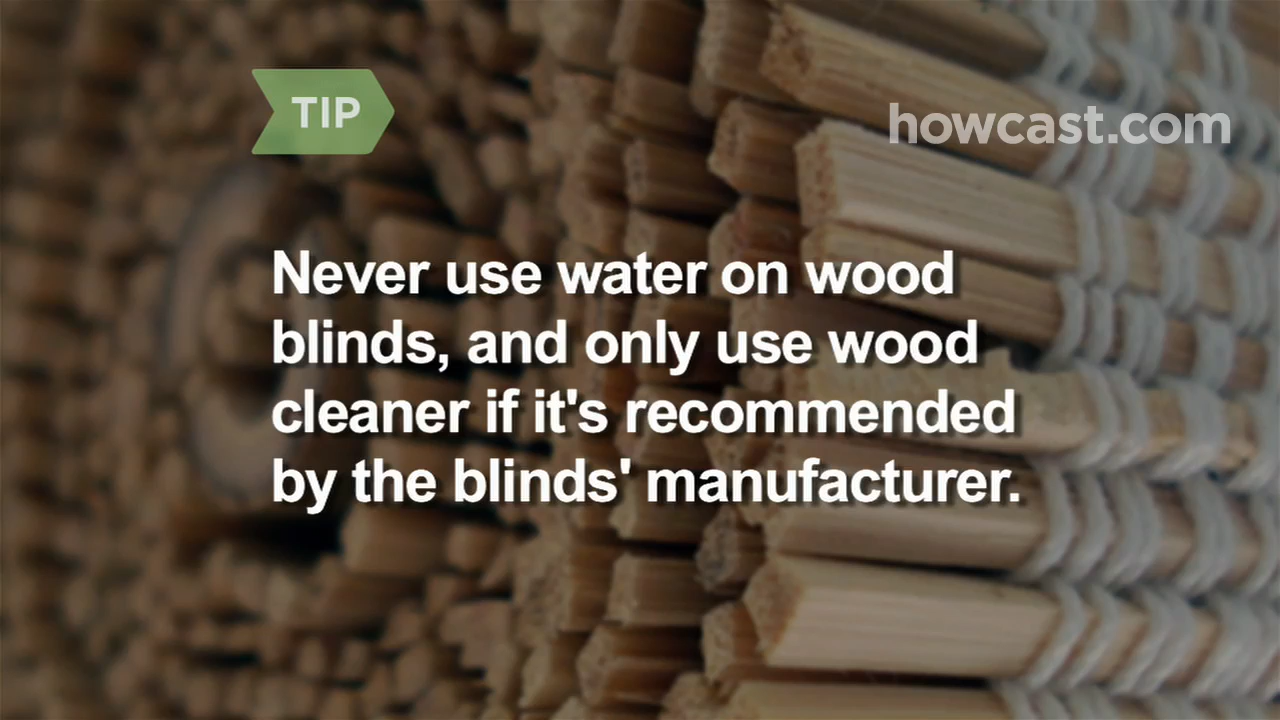 TIP
howcast.com
Never use water on wood
blinds, and only use wood
cleaner if it's recommended
by the blinds' manufacturer.